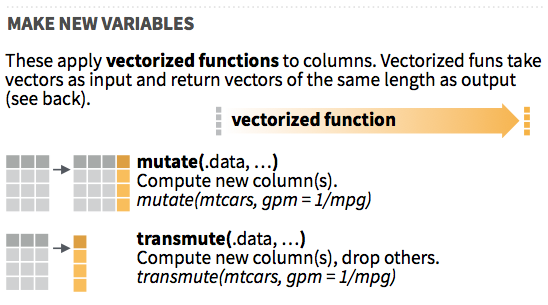 MAKE NEW VARIABLES
These apply vectorized functions to columns. Vectorized funs take
vectors as input and return vectors of the same length as output
(see back).
vectorized function
mutate(.data, …)
Compute new column(s).
mutate(mtcars, gpm = 1/mpg)
transmute(.data, …)
Compute new column(s), drop others.
transmute(mtcars, gpm = 1/mpg)